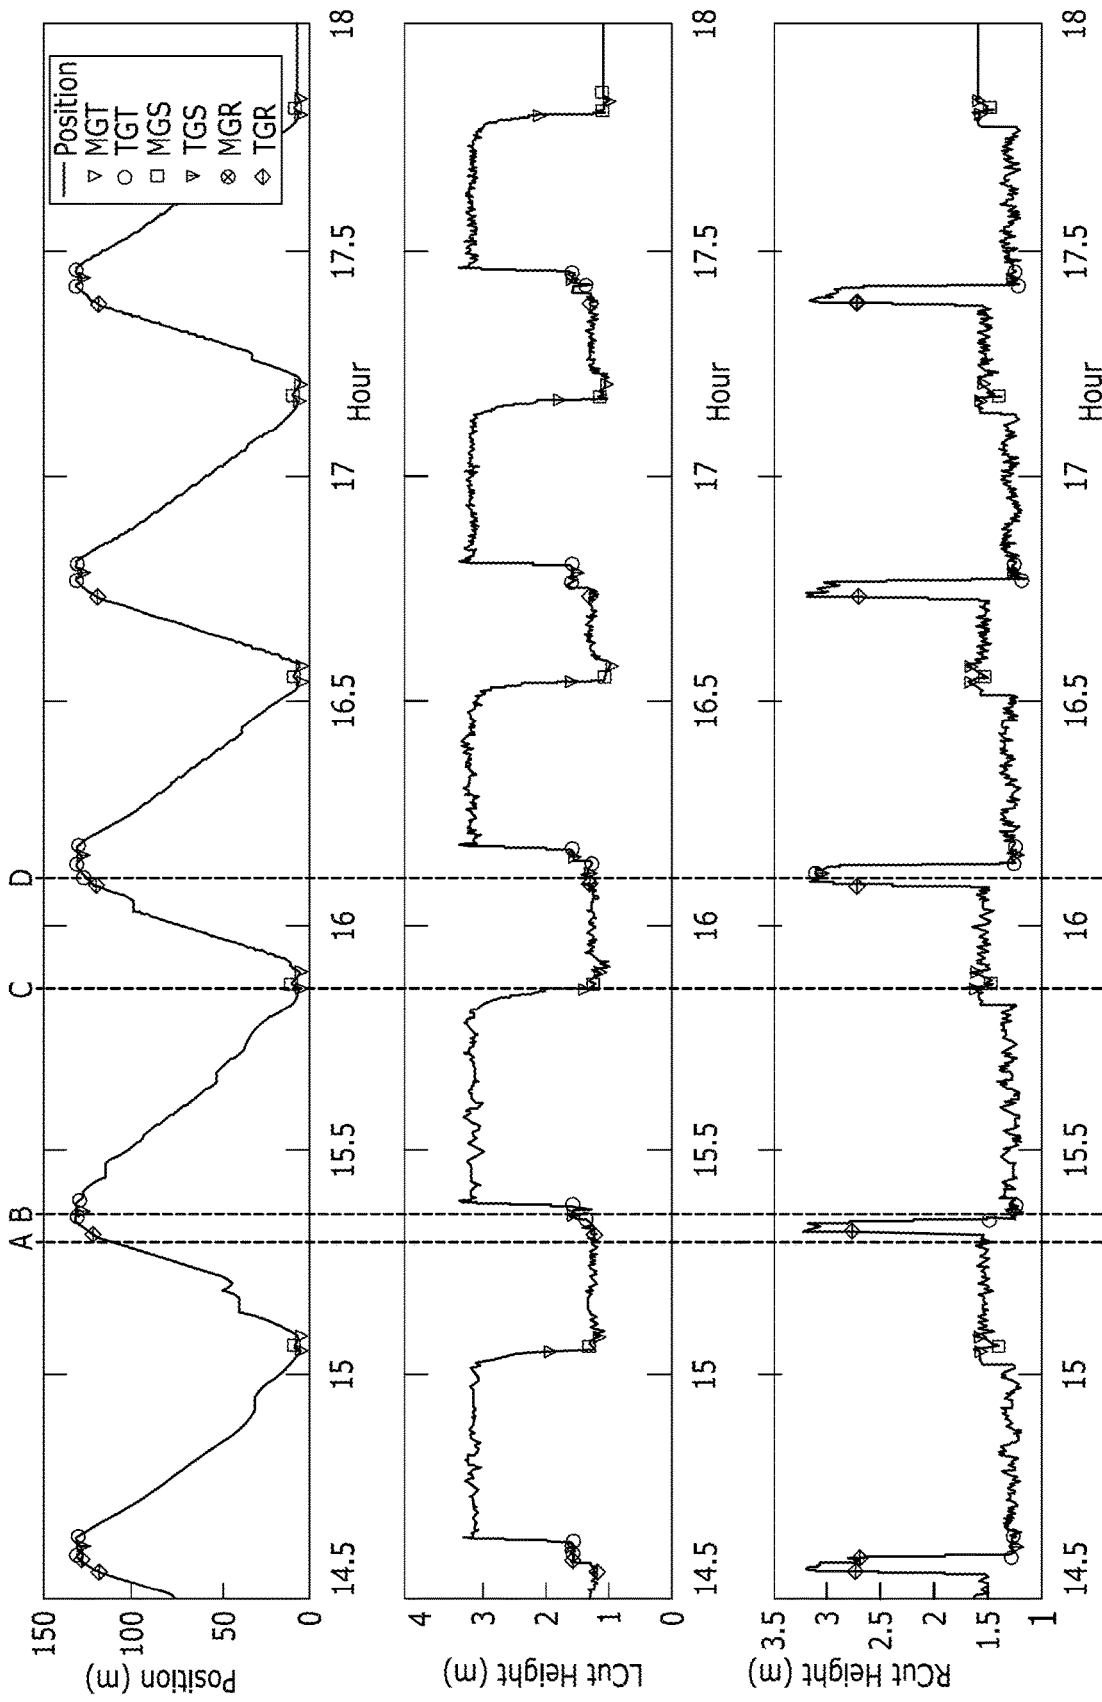 A B C D
150
100
50
0
Position (m)
Position
MGT
TGT
MGS
TGS
MGR
TGR
14.5 15 15.5 16 16.5 17 17.5 18
Hour
4
3
2
1
0
LCut Height (m)
14.5 15 15.5 16 16.5 17 17.5 18
Hour
3.5
3
2.5
2
1.5
1
RCut Height (m)
14.5 15 15.5 16 16.5 17 17.5 18
Hour